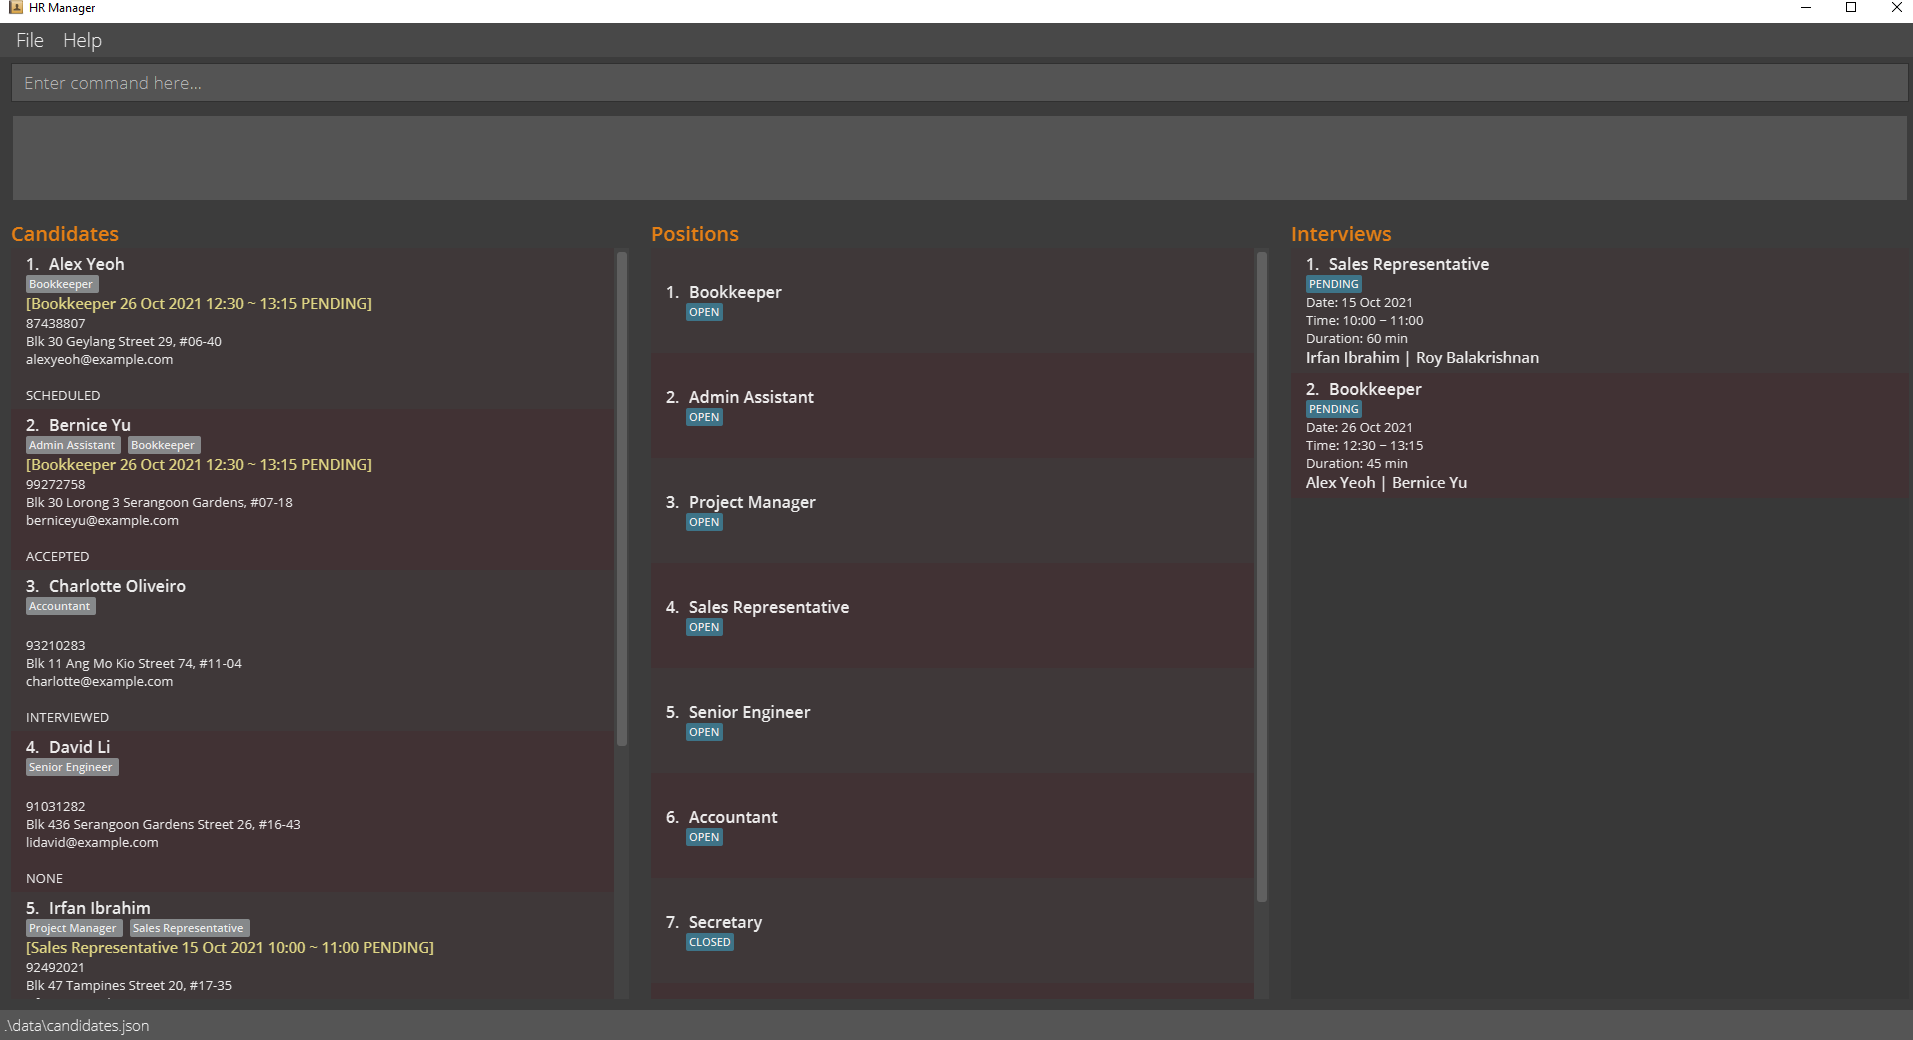 HR Manager
File Help
Enter command here...
Candidates
1. Alex Yeoh
Bookkeeper
[Bookkeeper 26 Oct 2021 12:30 ~ 13:15 PENDING]
87438807
Blk 30 Geylang Street 29, #06-40
alexyeoh@example.com
SCHEDULED
2. Bernice Yu
Admin Assistant Bookkeeper
[Bookkeeper 26 Oct 2021 12:30 ~ 13:15 PENDING]
99272758
Blk 30 Lorong 3 Serangoon Gardens, #07-18
berniceyu@example.com
ACCEPTED
3. Charlotte Oliveiro
Accountant
93210283
Blk 11 Ang Mo Kio Street 74, #11-04
charlotte@example.com
INTERVIEWED
4. David Li
Senior Engineer
91031282
Blk 436 Serangoon Gardens Street 26, #16-43
lidavid@example.com
NONE
5. Irfan Ibrahim
Project Manager Sales Representative
[Sales Representative 15 Oct 2021 10:00 ~ 11:00 PENDING]
92492021
Blk 47 Tampines Street 20, #17-35
Positions
1. Bookkeeper
OPEN
2. Admin Assistant
OPEN
3. Project Manager
OPEN
4. Sales Representative
OPEN
5. Senior Engineer
OPEN
6. Accountant
OPEN
7. Secretary
CLOSED
Interviews
1. Sales Representative
PENDING
Date: 15 Oct 2021
Time: 10:00 ~ 11:00
Duration: 60 min
Irfan Ibrahim | Roy Balakrishnan
2. Bookkeeper
PENDING
Date: 26 Oct 2021
Time: 12:30 ~ 13:15
Duration: 45 min
Alex Yeoh | Bernice Yu
.\data\candidates.json